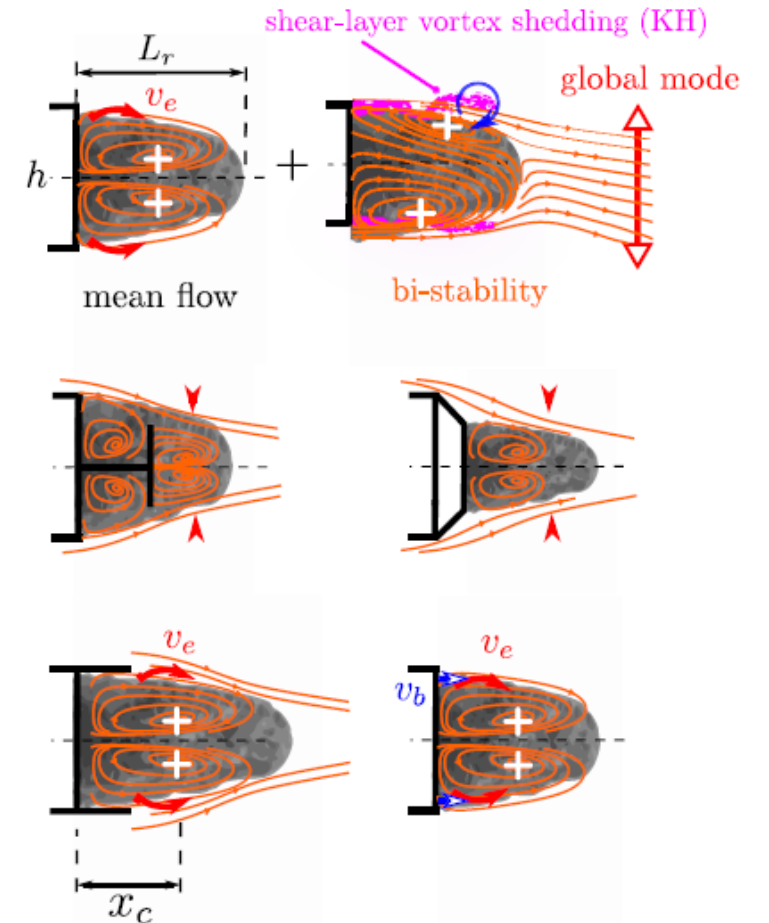 shear-layer vortex shedding (KH)
L_r
v_e
global mode
h
+
mean flow
bi-stability
v_e
v_e
v_b
x_c